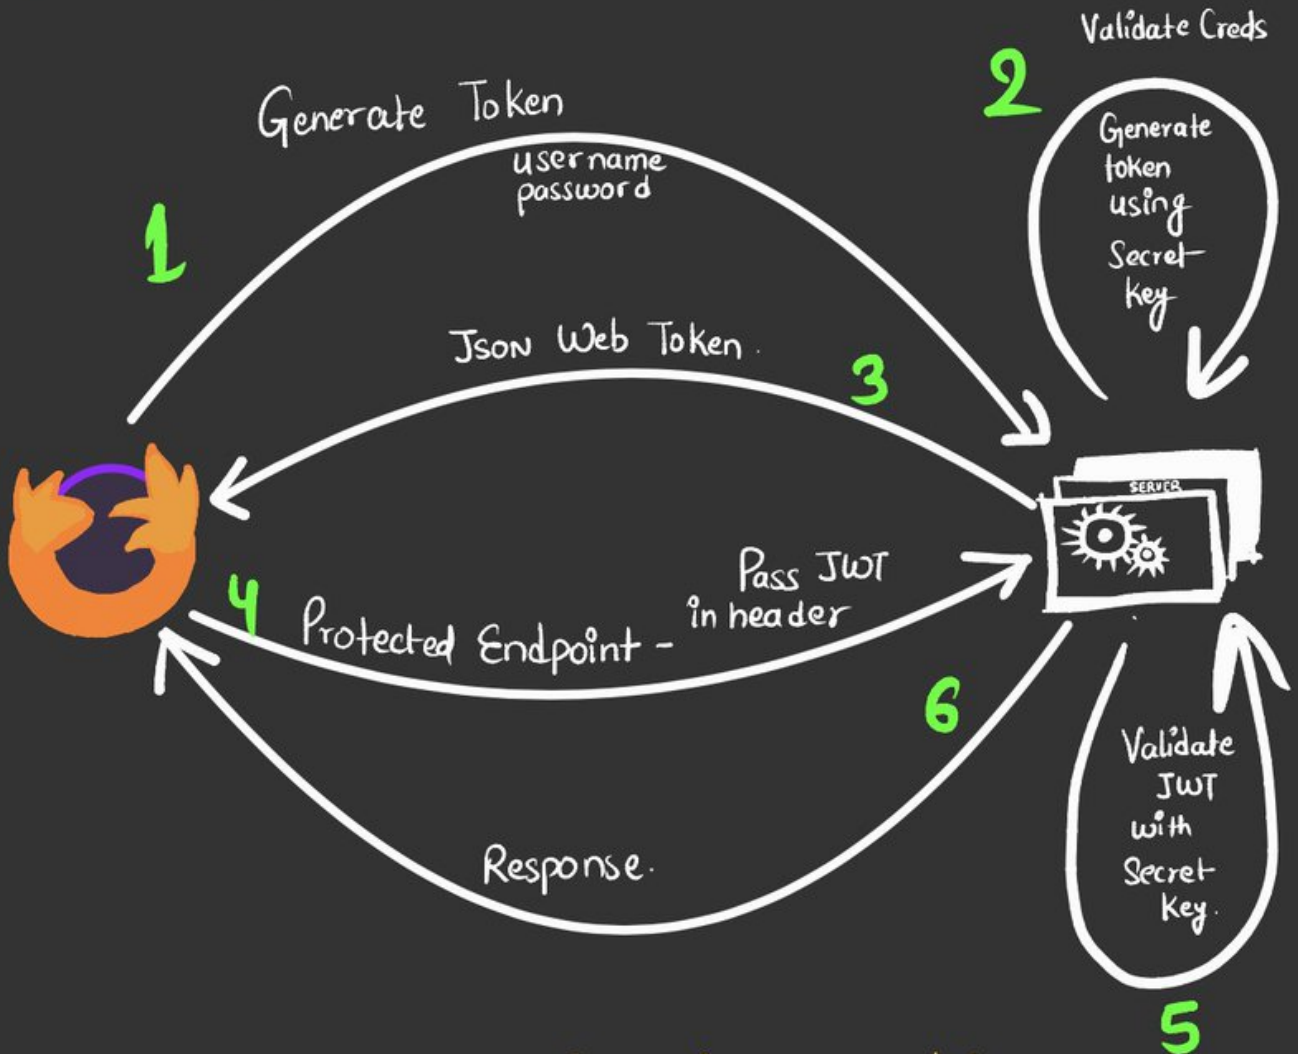 Validate Creds
2
Generate Token
username
password
Generate
token
using
Secret
key
1
Json Web Token.
3
SERVER
4
Protected Endpoint -
Pass JWT
in header
6
Validate
JWT
with
Secret
key.
Response.
5